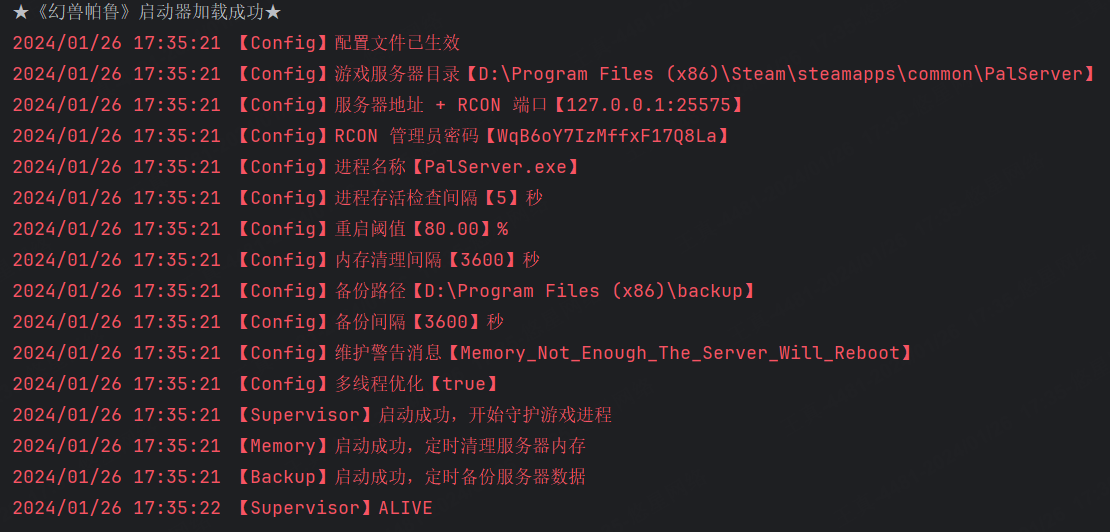 ★《幻兽帕鲁》启动器加载成功★
2024/01/26 17:35:21 【Config】配置文件已生效
2024/01/26 17:35:21 【Config】游戏服务器目录【D:\Program Files (x86)\Steam\steamapps\common\PalServer】
2024/01/26 17:35:21 【Config】服务器地址 + RCON 端口【127.0.0.1:25575】
2024/01/26 17:35:21 【Config】RCON 管理员密码【WqB6oY7IzMffxF17Q8La】
2024/01/26 17:35:21 【Config】进程名称【PalServer.exe】
2024/01/26 17:35:21 【Config】进程存活检查间隔【5】秒
2024/01/26 17:35:21 【Config】重启阈值【80.00】%
2024/01/26 17:35:21 【Config】内存清理间隔【3600】秒
2024/01/26 17:35:21 【Config】备份路径【D:\Program Files (x86)\backup】
2024/01/26 17:35:21 【Config】备份间隔【3600】秒
2024/01/26 17:35:21 【Config】维护警告消息【Memory_Not_Enough_The_Server_Will_Reboot】
2024/01/26 17:35:21 【Config】多线程优化【true】
2024/01/26 17:35:21 【Supervisor】启动成功，开始守护游戏进程
2024/01/26 17:35:21 【Memory】启动成功，定时清理服务器内存
2024/01/26 17:35:21 【Backup】启动成功，定时备份服务器数据
2024/01/26 17:35:22 【Supervisor】ALIVE